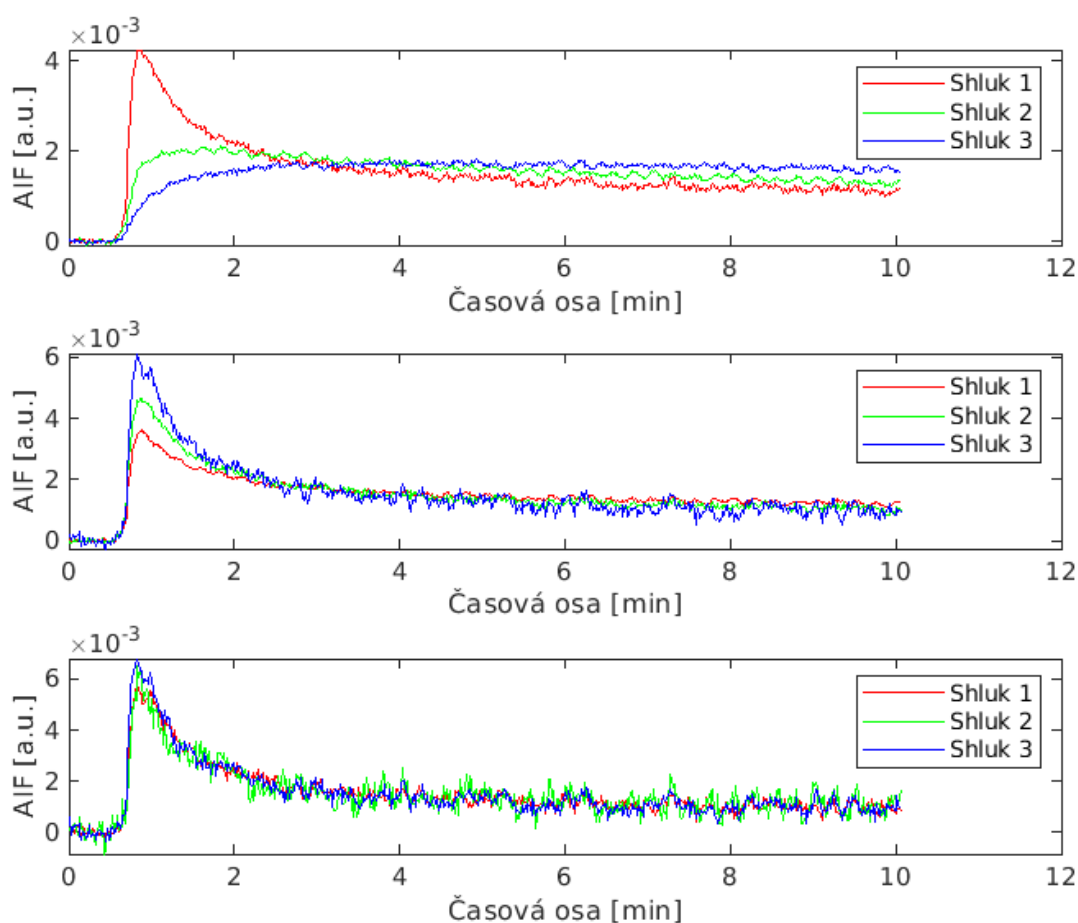 ×10⁻³
4
2
0
AIF [a.u.]
Shluk 1
Shluk 2
Shluk 3
0 2 4 6 8 10 12
Časová osa [min]
×10⁻³
6
4
2
0
AIF [a.u.]
Shluk 1
Shluk 2
Shluk 3
0 2 4 6 8 10 12
Časová osa [min]
×10⁻³
6
4
2
0
AIF [a.u.]
Shluk 1
Shluk 2
Shluk 3
0 2 4 6 8 10 12
Časová osa [min]